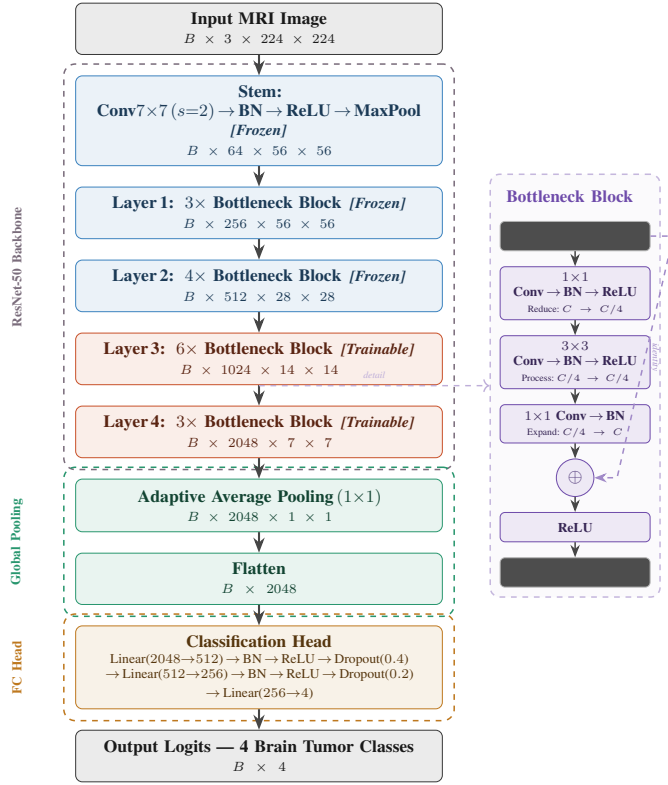 Input MRI Image
B × 3 × 224 × 224
ResNet-50 Backbone
Stem:
Conv7×7 (s=2)→BN→ReLU→MaxPool
[Frozen]
B × 64 × 56 × 56
Layer 1: 3× Bottleneck Block [Frozen]
B × 256 × 56 × 56
Layer 2: 4× Bottleneck Block [Frozen]
B × 512 × 28 × 28
Layer 3: 6× Bottleneck Block [Trainable]
B × 1024 × 14 × 14
detail
Layer 4: 3× Bottleneck Block [Trainable]
B × 2048 × 7 × 7
Global Pooling
Adaptive Average Pooling (1×1)
B × 2048 × 1 × 1
Flatten
B × 2048
FC Head
Classification Head
Linear(2048→512)→BN→ReLU→Dropout(0.4)
→Linear(512→256)→BN→ReLU→Dropout(0.2)
→Linear(256→4)
Output Logits — 4 Brain Tumor Classes
B × 4
Bottleneck Block
1×1
Conv→BN→ReLU
Reduce: C → C/4
3×3
Conv→BN→ReLU
Process: C/4 → C/4
identity
1×1 Conv→BN
Expand: C/4 → C
⊕
ReLU